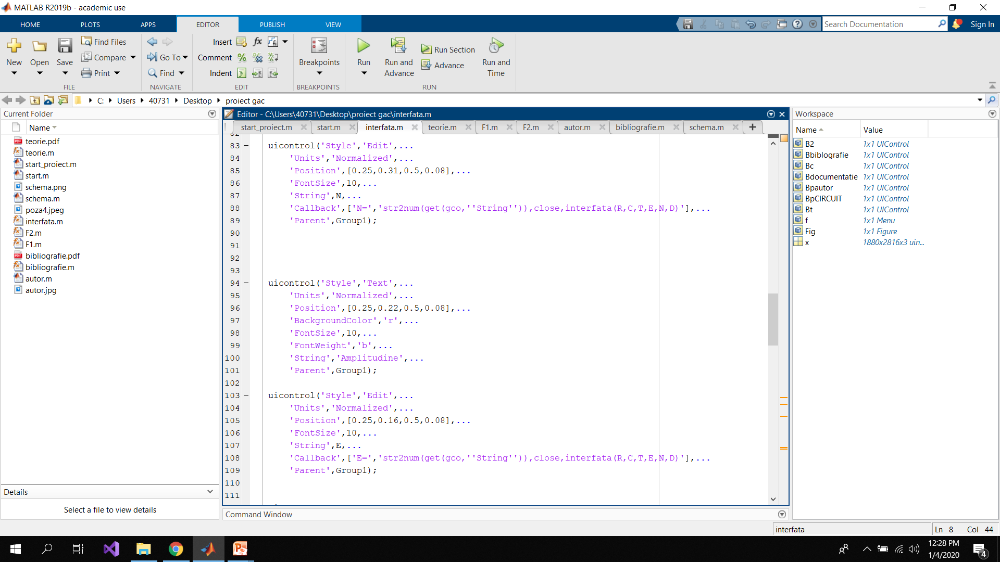 MATLAB R2019b - academic use
HOME PLOTS APPS EDITOR PUBLISH VIEW Search Documentation Sign In
New Open Save Find Files Compare Print
FILE
Go To Find
NAVIGATE
Insert fx
Comment
Indent
EDIT
Breakpoints
BREAKPOINTS
Run Run and Advance Run Section Advance Run and Time
RUN
C: Users 40731 Desktop proiect gac
Current Folder
Name
teorie.pdf
teorie.m
start_proiect.m
start.m
schema.png
schema.m
poza4.jpeg
interfata.m
F2.m
F1.m
bibliografie.pdf
bibliografie.m
autor.m
autor.jpg
Details
Select a file to view details
Editor - C:\Users\40731\Desktop\proiect gac\interfata.m
start_proiect.m start.m interfata.m teorie.m F1.m F2.m autor.m bibliografie.m schema.m
83 uicontrol('Style','Edit',...
84 'Units','Normalized',...
85 'Position',[0.25,0.31,0.5,0.08],...
86 'FontSize',10,...
87 'String',N,...
88 'Callback',['N=','str2num(get(gco,''String'')),close,interfata(R,C,T,E,N,D)'],...
89 'Parent',Group1);
90
91
92
93
94 uicontrol('Style','Text',...
95 'Units','Normalized',...
96 'Position',[0.25,0.22,0.5,0.08],...
97 'BackgroundColor','r',...
98 'FontSize',10,...
99 'FontWeight','b',...
100 'String','Amplitudine',...
101 'Parent',Group1);
102
103 uicontrol('Style','Edit',...
104 'Units','Normalized',...
105 'Position',[0.25,0.16,0.5,0.08],...
106 'FontSize',10,...
107 'String',E,...
108 'Callback',['E=','str2num(get(gco,''String'')),close,interfata(R,C,T,E,N,D)'],...
109 'Parent',Group1);
110
111
Command Window
Workspace
Name Value
B2 1x1 UIControl
Bbiblografie 1x1 UIControl
Bc 1x1 UIControl
Bdocumentatie 1x1 UIControl
Bpautor 1x1 UIControl
BpCIRCUIT 1x1 UIControl
Bt 1x1 UIControl
f 1x1 Menu
Fig 1x1 Figure
x 1880x2816x3 uin...
interfata Ln 8 Col 44
12:28 PM
1/4/2020
4